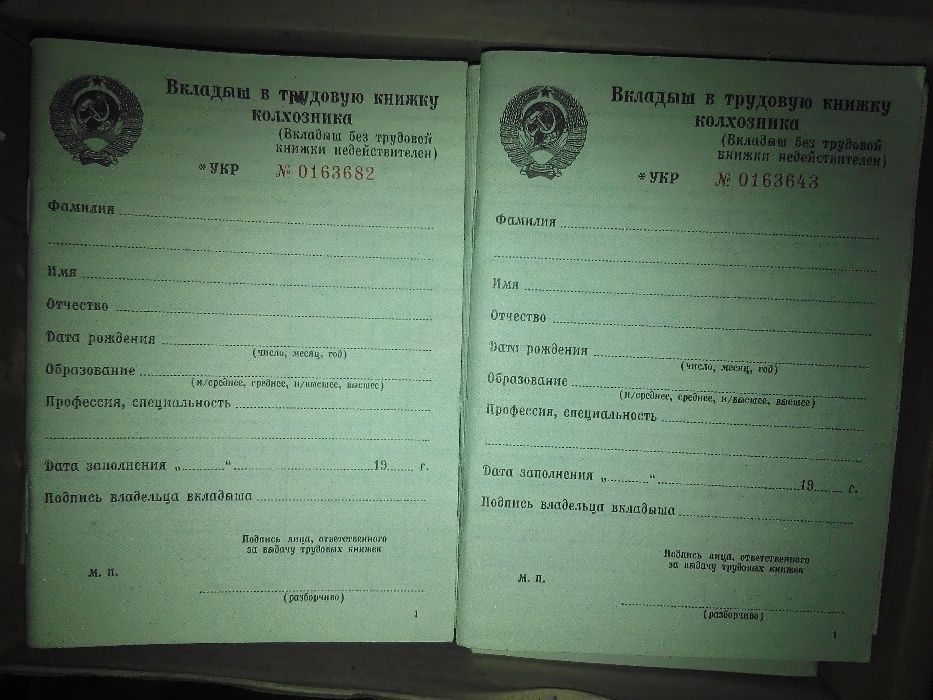 Вкладыш в трудовую книжку
колхозника
(Вкладыш без трудовой
книжки недействителен)
*УКР № 0163682
Фамилия
Имя
Отчество
Дата рождения
(число, месяц, год)
Образование
(н/среднее, среднее, н/высшее, высшее)
Профессия, специальность
Дата заполнения „ “ 19 г.
Подпись владельца вкладыша
Подпись лица, ответственного
за выдачу трудовых книжек
М. П.
(разборчиво)
1
Вкладыш в трудовую книжку
колхозника
(Вкладыш без трудовой
книжки недействителен)
*УКР № 0163643
Фамилия
Имя
Отчество
Дата рождения
(число, месяц, год)
Образование
(н/среднее, среднее, н/высшее, высшее)
Профессия, специальность
Дата заполнения „ “ 19 г.
Подпись владельца вкладыша
Подпись лица, ответственного
за выдачу трудовых книжек
М. П.
(разборчиво)
1